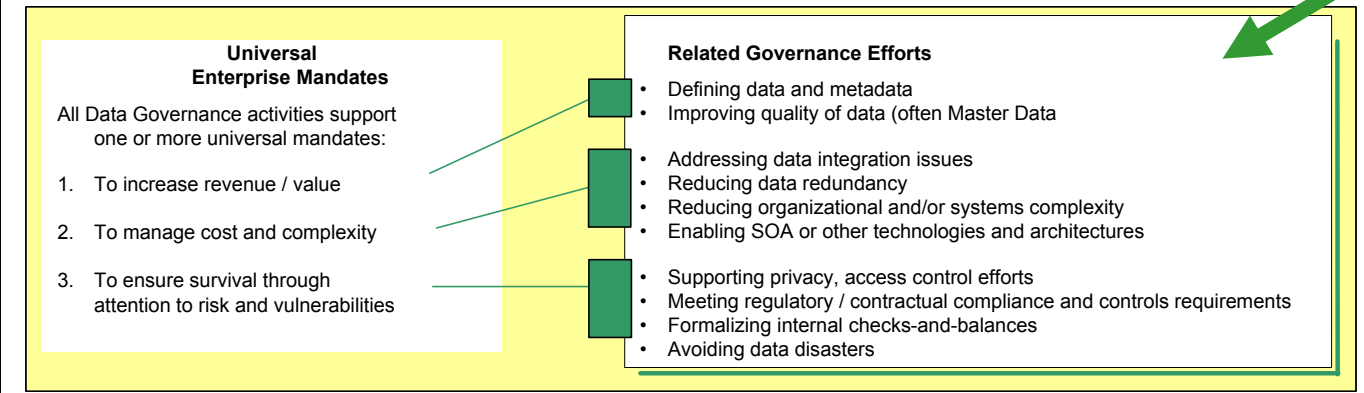 Universal
Enterprise Mandates
All Data Governance activities support
one or more universal mandates:
1. To increase revenue / value
2. To manage cost and complexity
3. To ensure survival through
attention to risk and vulnerabilities
Related Governance Efforts
• Defining data and metadata
• Improving quality of data (often Master Data
• Addressing data integration issues
• Reducing data redundancy
• Reducing organizational and/or systems complexity
• Enabling SOA or other technologies and architectures
• Supporting privacy, access control efforts
• Meeting regulatory / contractual compliance and controls requirements
• Formalizing internal checks-and-balances
• Avoiding data disasters